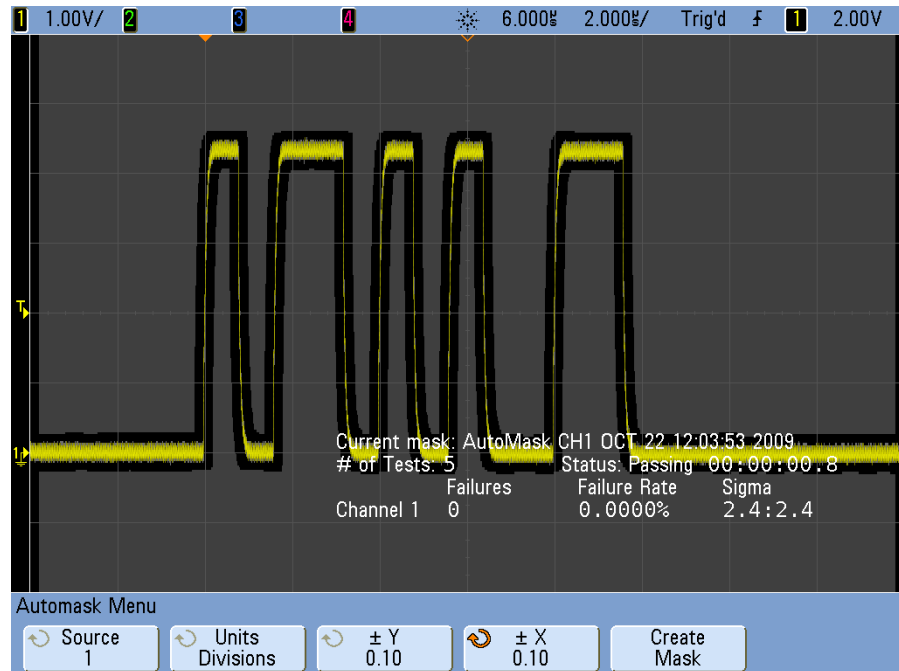 1 1.00V/ 2 3 4 6.000µs 2.000µs/ Trig'd 1 2.00V
T
1
Current mask: AutoMask CH1 OCT 22 12:03:53 2009
# of Tests: 5 Status: Passing 00:00:00.8
Failures Failure Rate Sigma
Channel 1 0 0.0000% 2.4:2.4
Automask Menu
Source Units ± Y ± X Create
1 Divisions 0.10 0.10 Mask